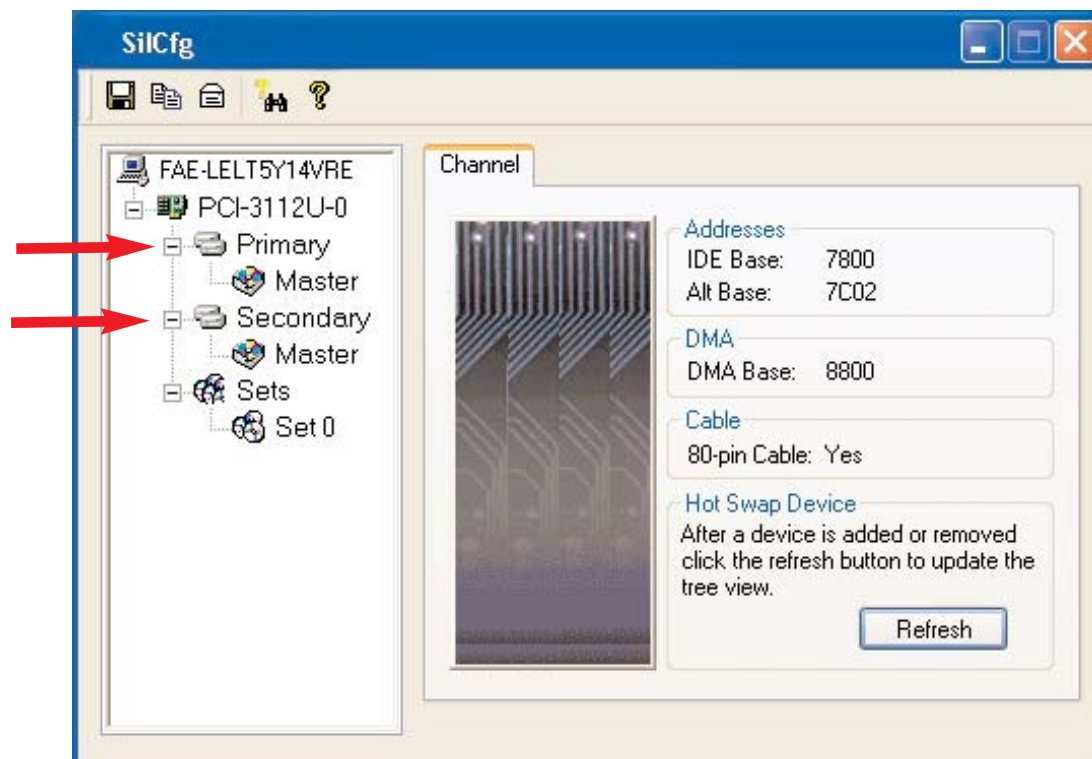 SilCfg
FAE-LELT5Y14VRE
PCI-3112U-0
Primary
Master
Secondary
Master
Sets
Set 0
Channel
Addresses
IDE Base: 7800
Alt Base: 7C02
DMA
DMA Base: 8800
Cable
80-pin Cable: Yes
Hot Swap Device
After a device is added or removed
click the refresh button to update the
tree view.
Refresh